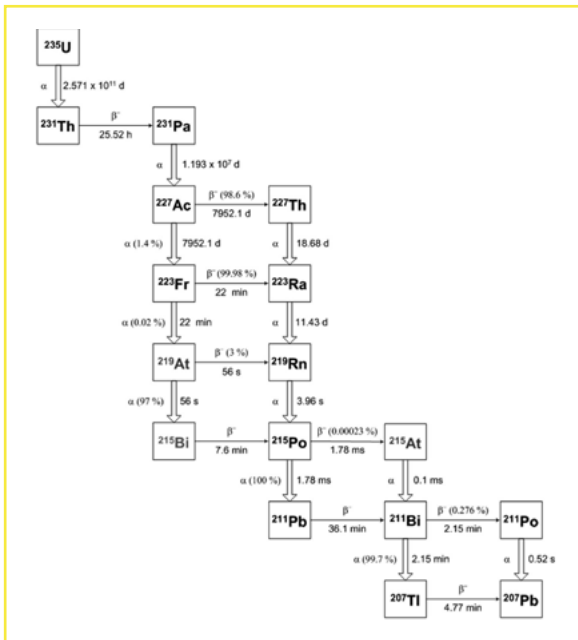 ²³⁵U
α 2.571 x 10¹¹ d
²³¹Th β⁻ 25.52 h ²³¹Pa
α 1.193 x 10⁷ d
²²⁷Ac β⁻ (98.6 %) 7952.1 d ²²⁷Th
α (1.4 %) 7952.1 d α 18.68 d
²²³Fr β⁻ (99.98 %) 22 min ²²³Ra
α (0.02 %) 22 min α 11.43 d
²¹⁹At β⁻ (3 %) 56 s ²¹⁹Rn
α (97 %) 56 s α 3.96 s
²¹⁵Bi β⁻ 7.6 min ²¹⁵Po β⁻ (0.00023 %) 1.78 ms ²¹⁵At
α (100 %) 1.78 ms α 0.1 ms
²¹¹Pb β⁻ 36.1 min ²¹¹Bi β⁻ (0.276 %) 2.15 min ²¹¹Po
α (99.7 %) 2.15 min α 0.52 s
²⁰⁷Tl β⁻ 4.77 min ²⁰⁷Pb